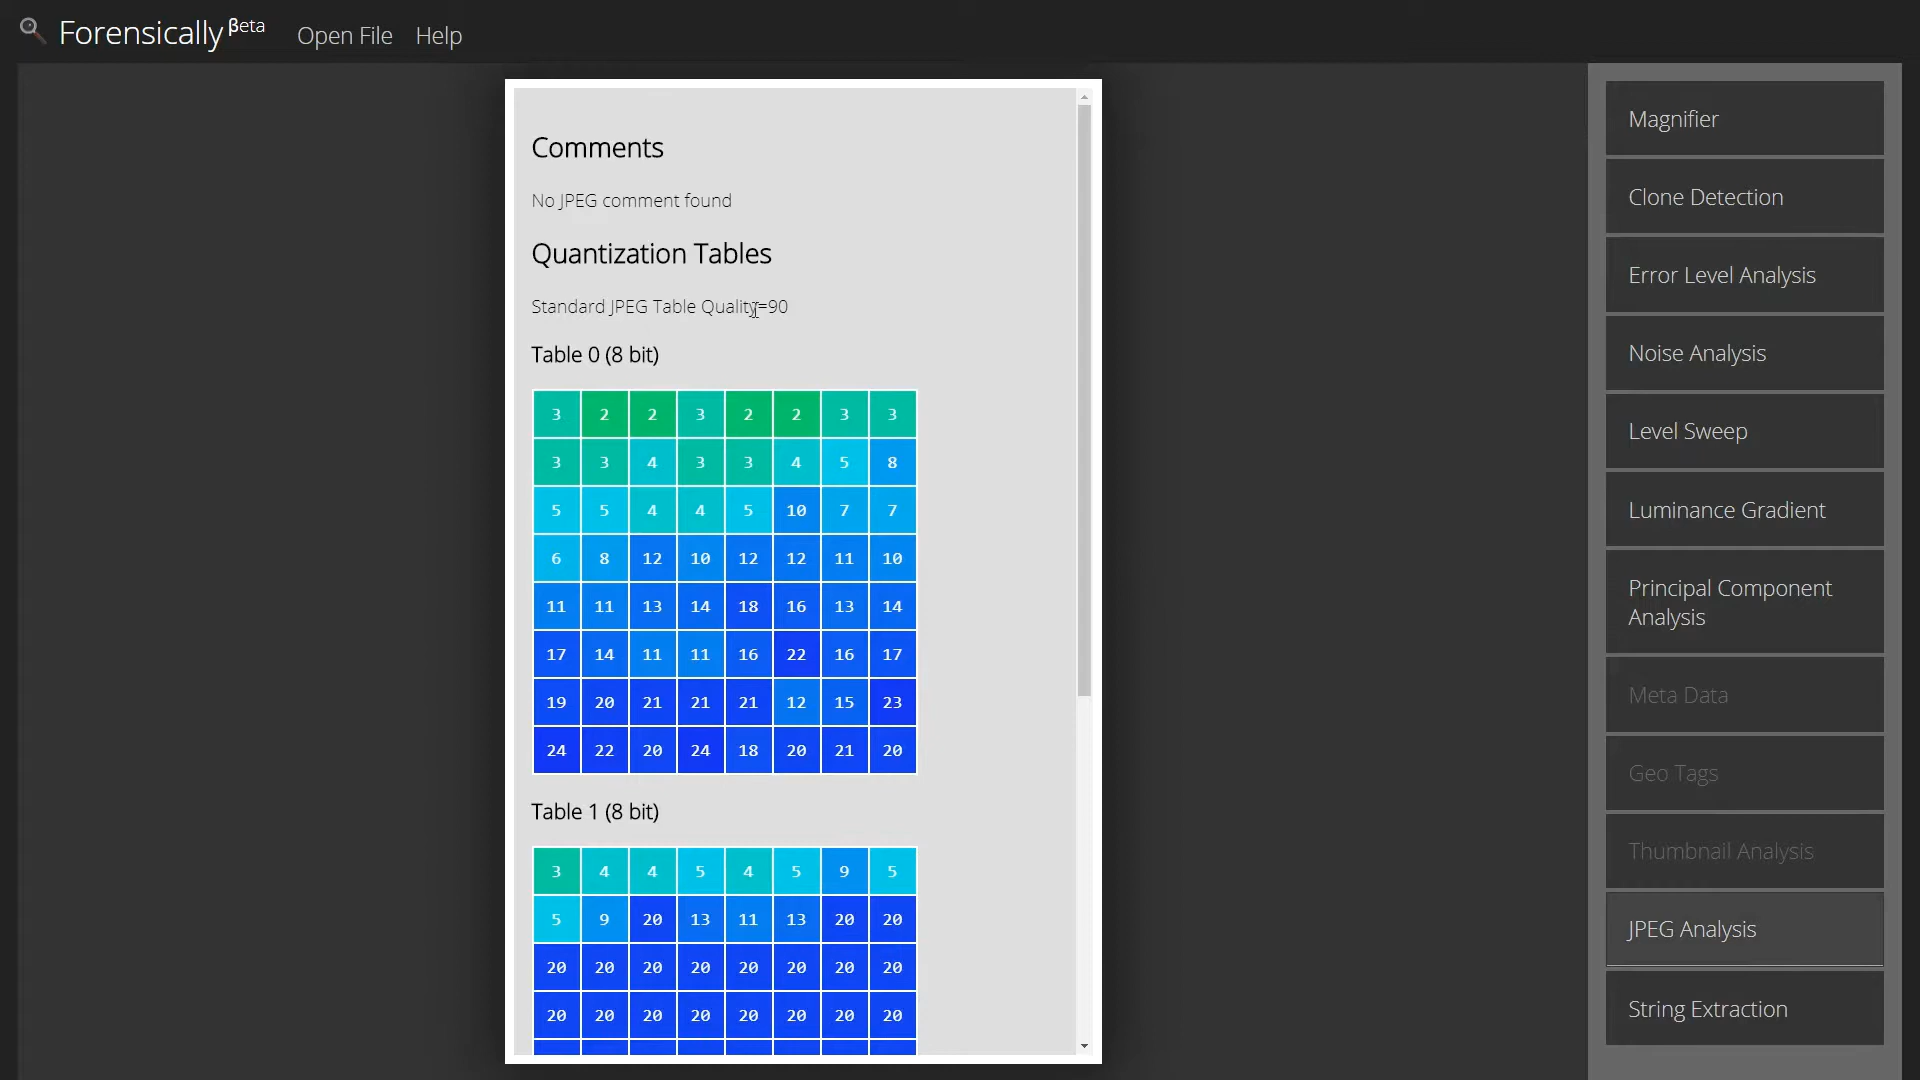 Forensically βeta Open File Help
Comments
No JPEG comment found
Quantization Tables
Standard JPEG Table Quality=90
Table 0 (8 bit)
3 2 2 3 2 2 3 3
3 3 4 3 3 4 5 8
5 5 4 4 5 10 7 7
6 8 12 10 12 12 11 10
11 11 13 14 18 16 13 14
17 14 11 11 16 22 16 17
19 20 21 21 21 12 15 23
24 22 20 24 18 20 21 20
Table 1 (8 bit)
3 4 4 5 4 5 9 5
5 9 20 13 11 13 20 20
20 20 20 20 20 20 20 20
20 20 20 20 20 20 20 20
Magnifier
Clone Detection
Error Level Analysis
Noise Analysis
Level Sweep
Luminance Gradient
Principal Component
Analysis
Meta Data
Geo Tags
Thumbnail Analysis
JPEG Analysis
String Extraction